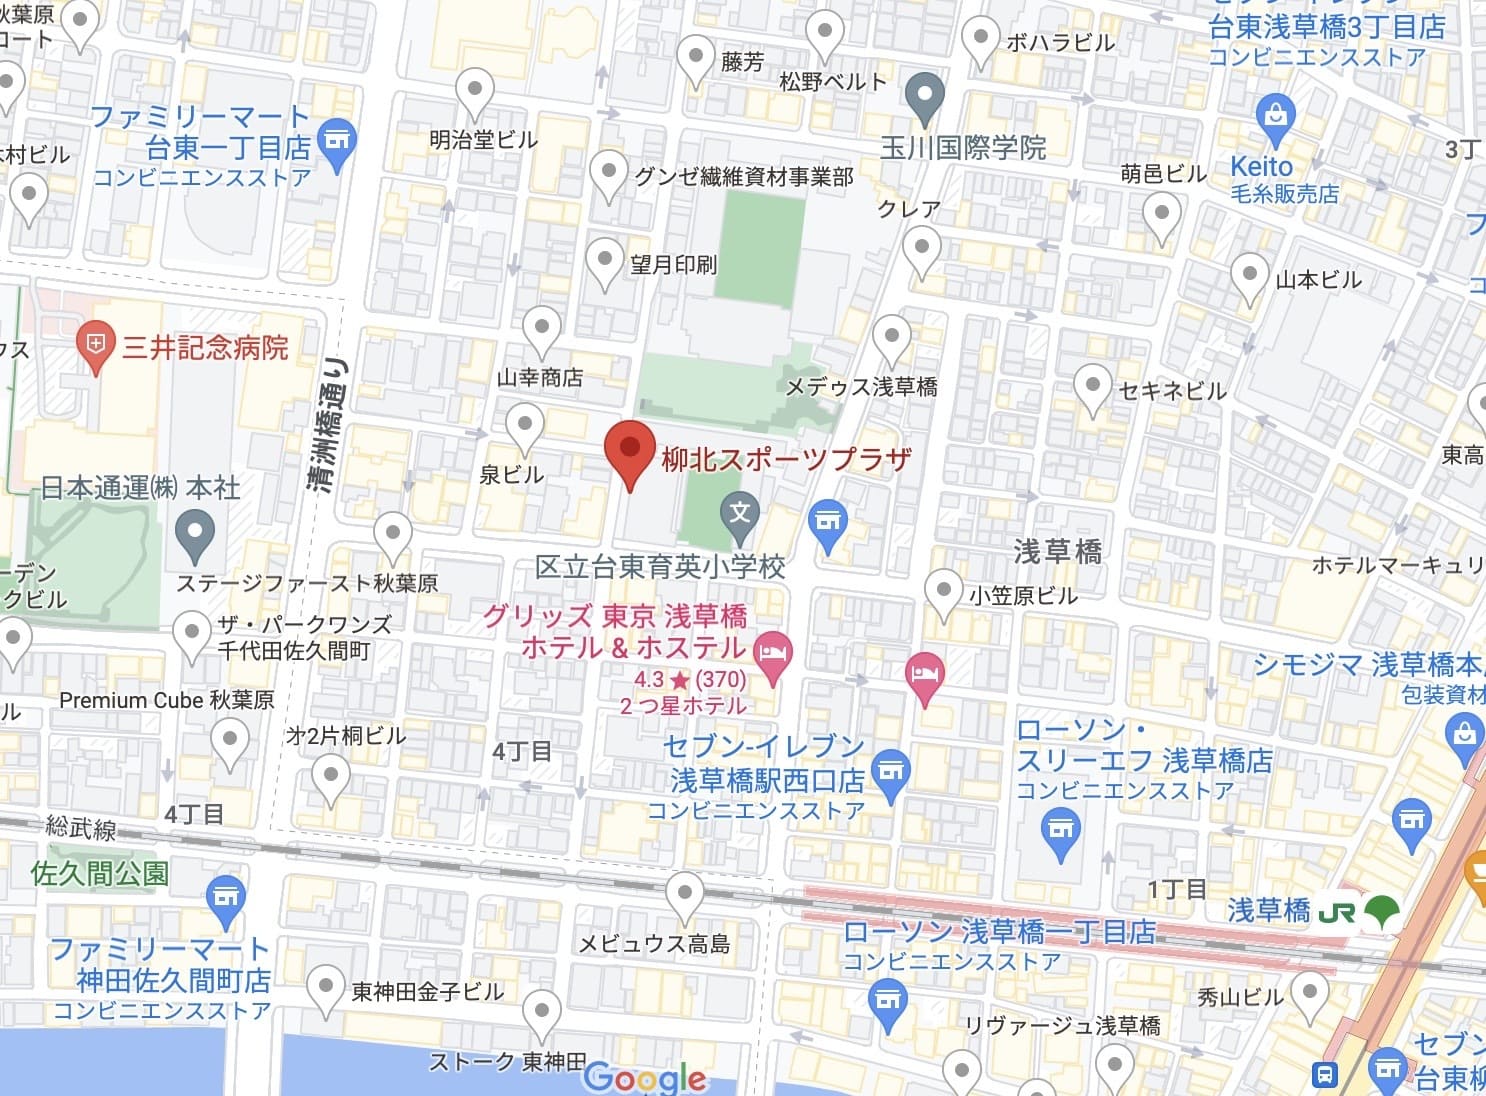 秋葉原
コート
藤芳
松野ベルト
ボハラビル
台東浅草橋3丁目店
コンビニエンスストア
ファミリーマート
台東一丁目店
コンビニエンスストア
明治堂ビル
玉川国際学院
Keito
毛糸販売店
3丁
木村ビル
グンゼ繊維資材事業部
萌邑ビル
クレア
望月印刷
山本ビル
フ
コ
三井記念病院
ウス
清洲橋通り
山幸商店
メデゥス浅草橋
セキネビル
泉ビル
柳北スポーツプラザ
東高
日本通運㈱ 本社
区立台東育英小学校
浅草橋
ホテルマーキュリ
ーデン
クビル
ステージファースト秋葉原
小笠原ビル
ザ・パークワンズ
千代田佐久間町
グリッズ 東京 浅草橋
ホテル & ホステル
4.3★(370)
2 つ星ホテル
シモジマ 浅草橋本店
包装資材
Premium Cube 秋葉原
ル
才2片桐ビル
4丁目
セブン-イレブン
浅草橋駅西口店
コンビニエンスストア
ローソン・
スリーエフ 浅草橋店
コンビニエンスストア
4丁目
総武線
佐久間公園
1丁目
浅草橋 JR
ファミリーマート
神田佐久間町店
コンビニエンスストア
メビュウス高島
ローソン 浅草橋一丁目店
コンビニエンスストア
東神田金子ビル
秀山ビル
リヴァージュ浅草橋
ストーク 東神田
Google
セブン
台東柳